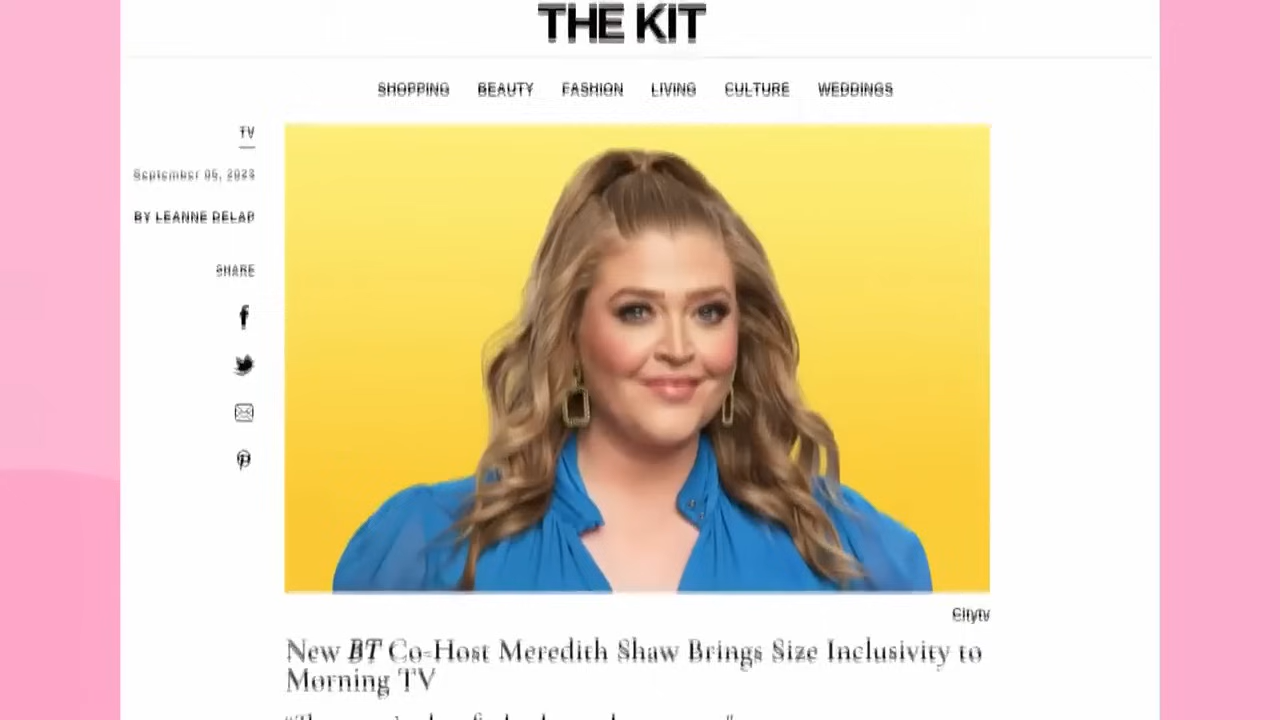 THE KIT
SHOPPING BEAUTY FASHION LIVING CULTURE WEDDINGS
TV
September 05, 2023
BY LEANNE DELAP
SHARE
Citytv
New BT Co-Host Meredith Shaw Brings Size Inclusivity to
Morning TV